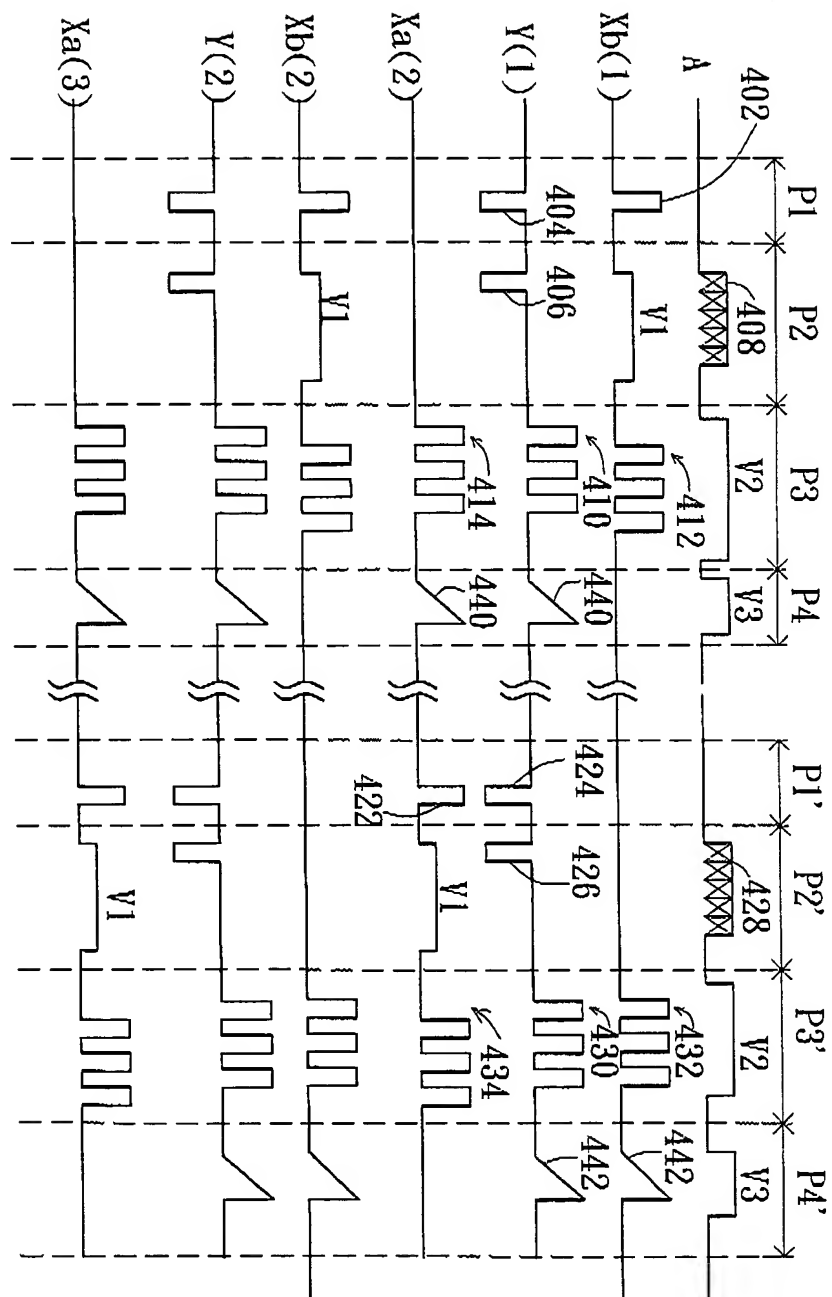 P1 P2 P3 P4 P1' P2' P3' P4'
A 408 V2 V3 428 V2 V3
402
Xb(1) V1 412 432 442
Y(1) 404 406 410 440 424 426 430 442
Xa(2) 414 440 422 V1 434
Xb(2) V1
Y(2)
Xa(3) V1